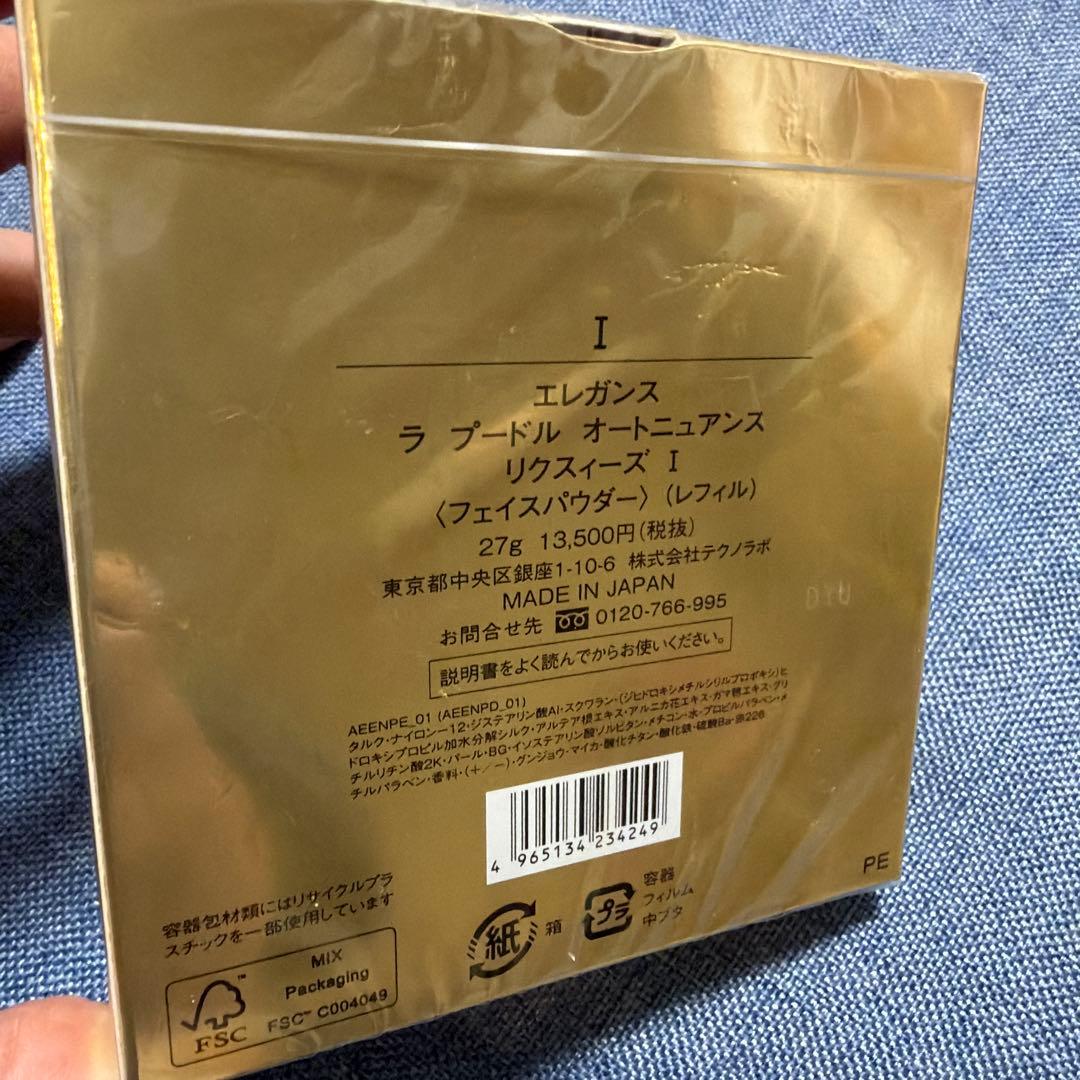 I
エレガンス
ラ プードル オートニュアンス
リクスィーズ I
〈フェイスパウダー〉(レフィル)
27g 13,500円(税抜)
東京都中央区銀座1-10-6 株式会社テクノラボ
MADE IN JAPAN
お問合せ先 0120-766-995
説明書をよく読んでからお使いください。
AEENPE_01 (AEENPD_01)
タルク・ナイロン-12・ジステアリン酸Al・スクワラン・(ジヒドロキシメチルシリルプロポキシ)ヒ
ドロキシプロピル加水分解シルク・アルテア根エキス・アルニカ花エキス・ガマ穂エキス・グリ
チルリチン酸2K・パール・BG・イソステアリン酸ソルビタン・メチコン・水・プロピルパラベン・メ
チルパラベン・香料・(+/-)・グンジョウ・マイカ・酸化チタン・酸化鉄・硫酸Ba・赤226
4 965134 234249
PE
容器包材類にはリサイクルプラ
スチックを一部使用しています
紙
箱
プラ
容器
フィルム
中ブタ
FSC
MIX
Packaging
FSC™ C004049